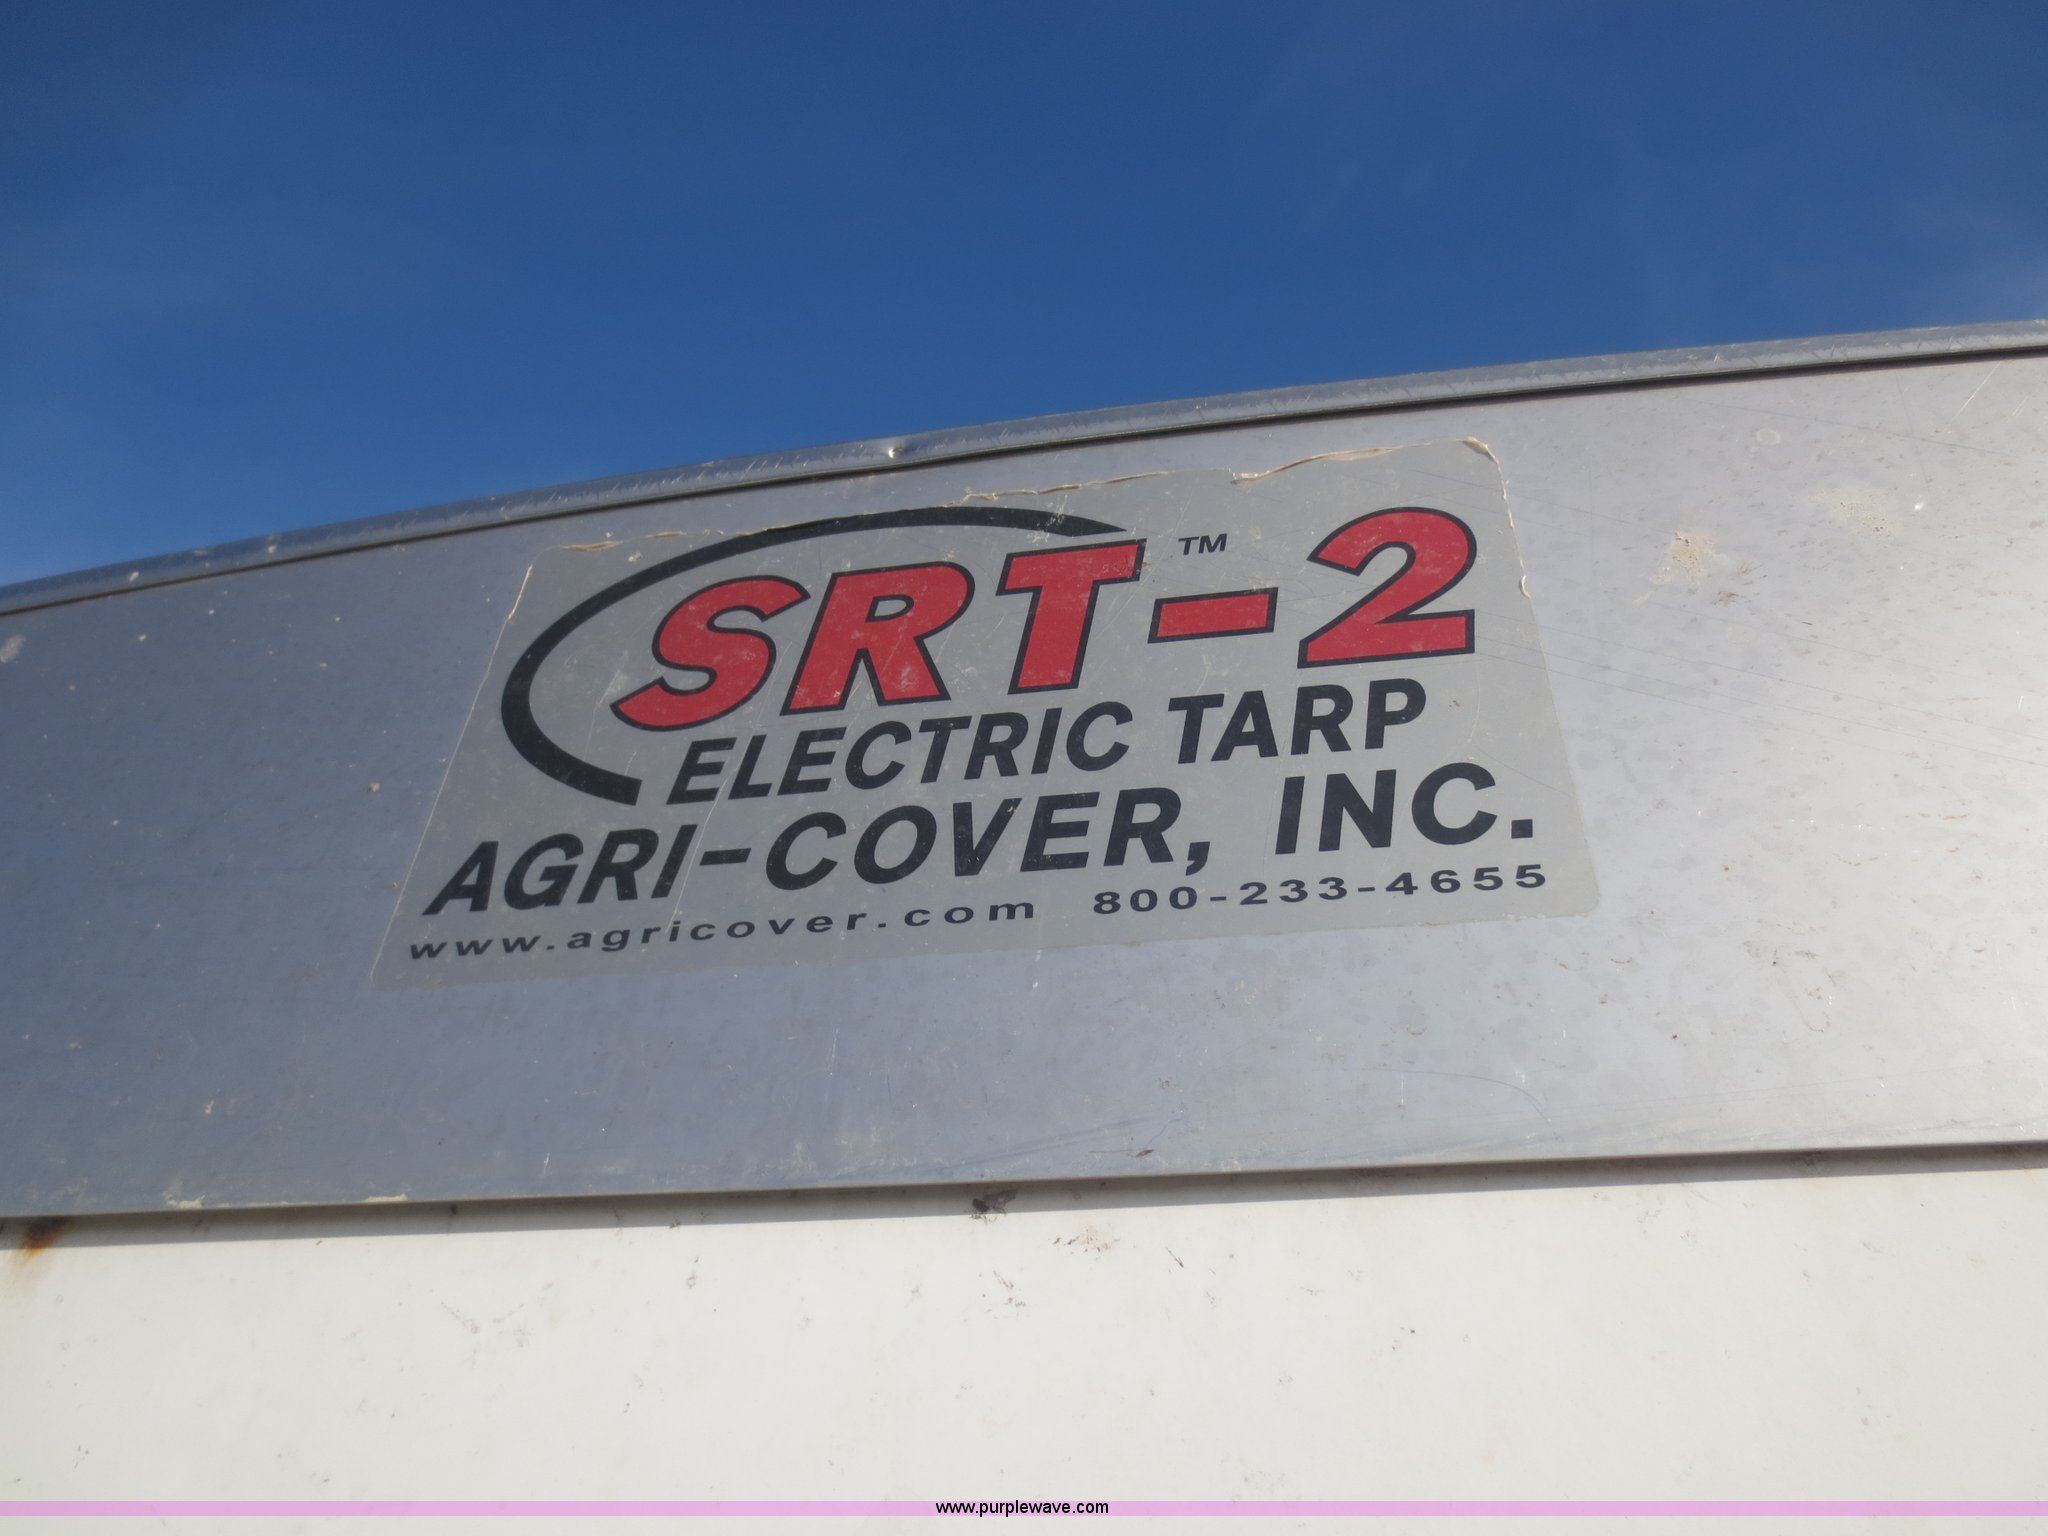 SRT™-2
ELECTRIC TARP
AGRI-COVER, INC.
www.agricover.com 800-233-4655
www.purplewave.com